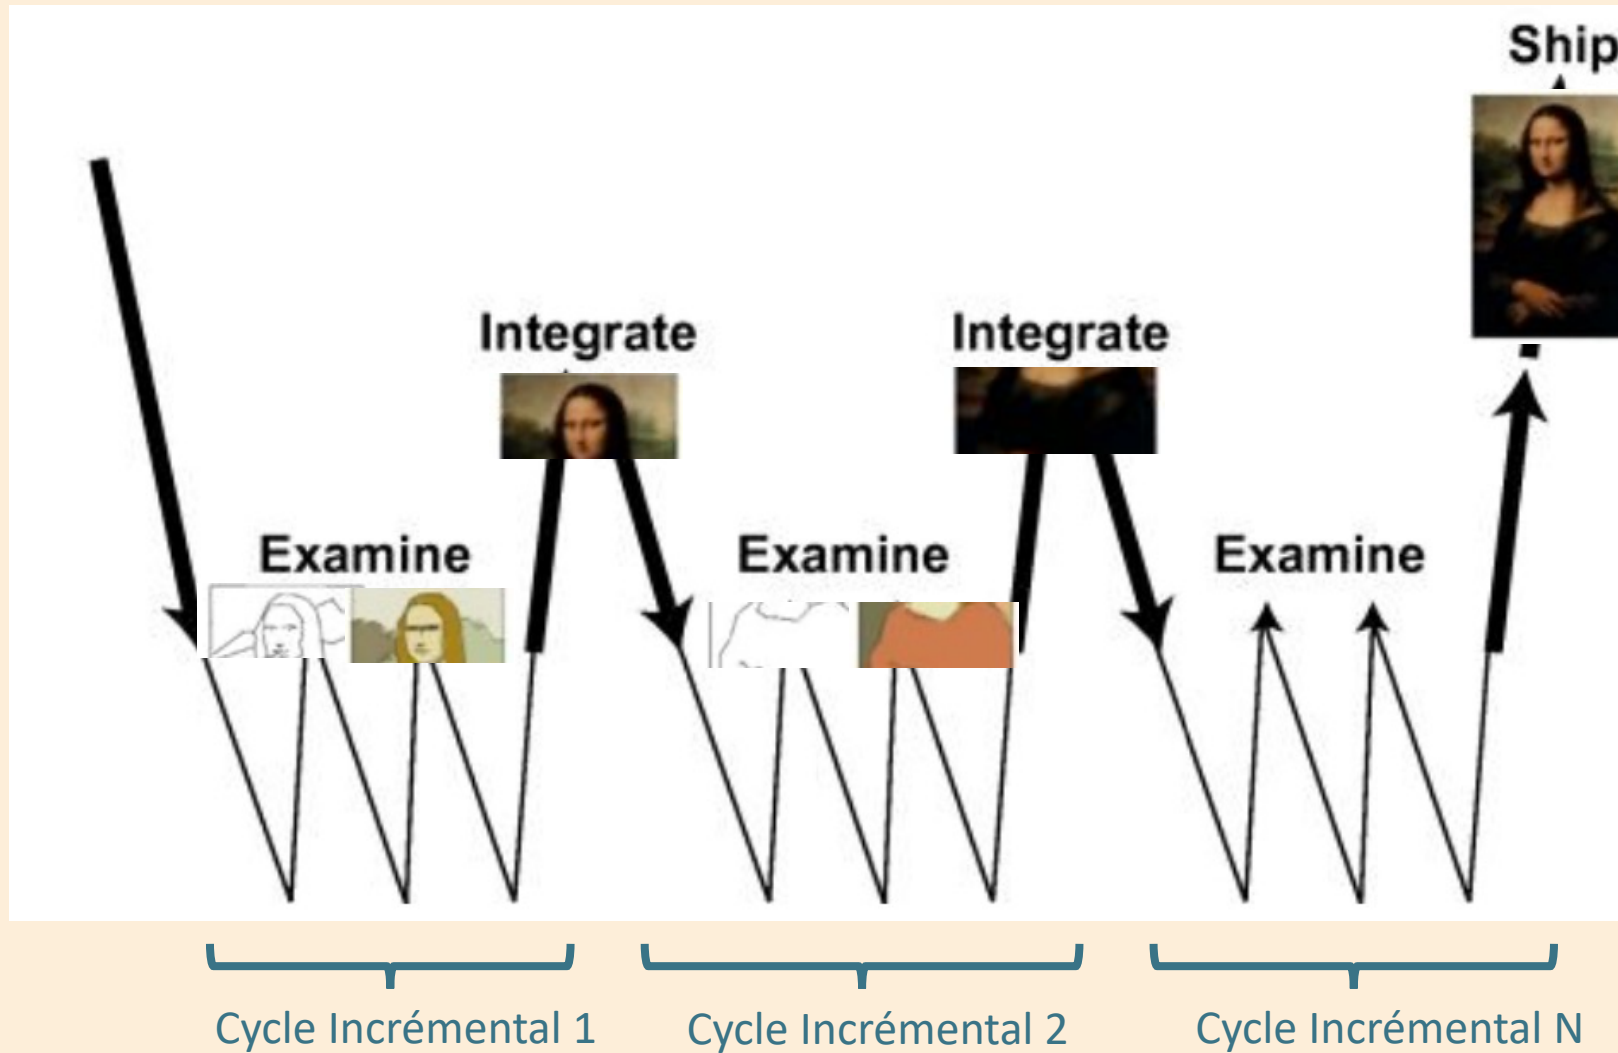 Ship
Integrate
Integrate
Examine
Examine
Examine
Cycle Incrémental 1
Cycle Incrémental 2
Cycle Incrémental N